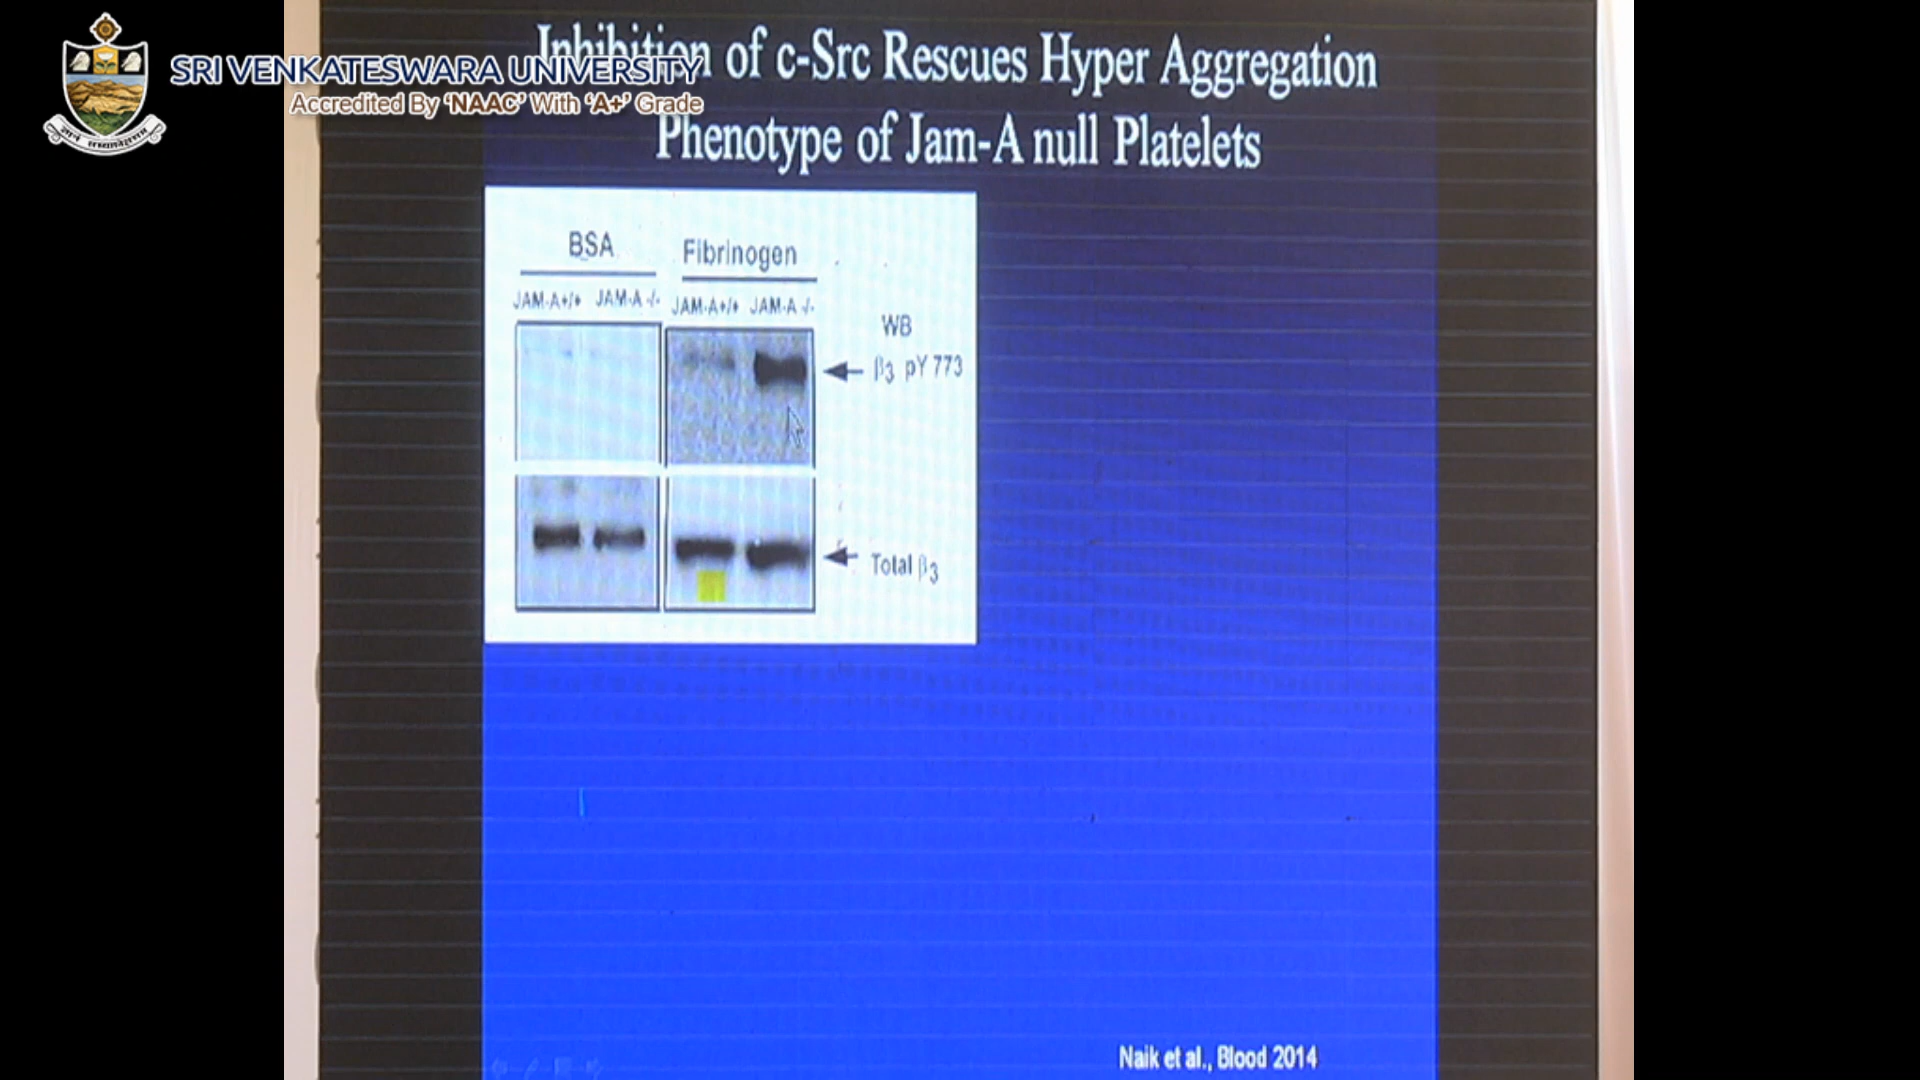 SRI VENKATESWARA UNIVERSITY
Accredited By 'NAAC' With 'A+' Grade
Inhibition of c-Src Rescues Hyper Aggregation
Phenotype of Jam-A null Platelets
BSA Fibrinogen
JAM-A+/+ JAM-A -/- JAM-A+/+ JAM-A -/-
WB
β3 pY 773
Total β3
Naik et al., Blood 2014